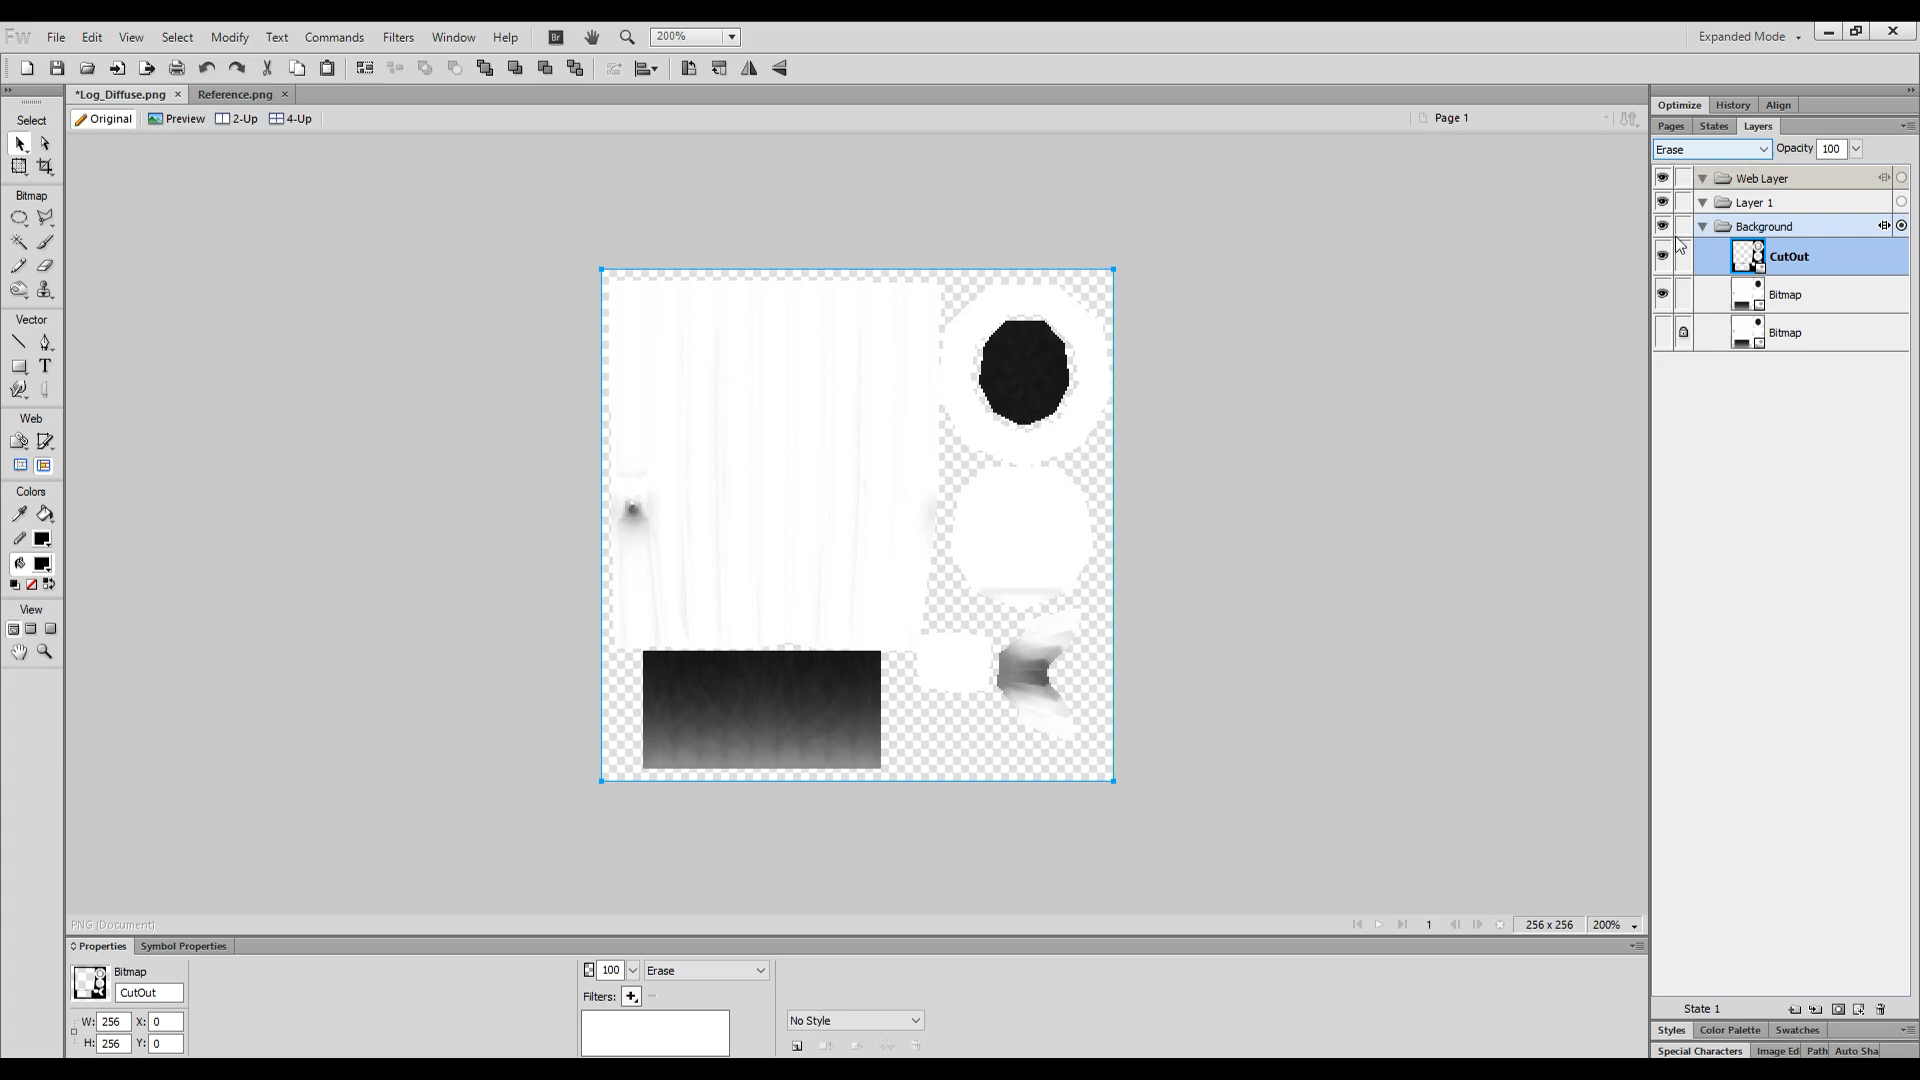 Fw File Edit View Select Modify Text Commands Filters Window Help Br 200% Expanded Mode
*Log_Diffuse.png × Reference.png ×
Original Preview 2-Up 4-Up Page 1
Select
Bitmap
Vector
T
Web
Colors
View
Optimize History Align
Pages States Layers
Erase Opacity 100
Web Layer
Layer 1
Background
CutOut
Bitmap
Bitmap
State 1
Styles Color Palette Swatches
Special Characters Image Ed Path Auto Sha
PNG (Document) 1 256 x 256 200%
Properties Symbol Properties
Bitmap 100 Erase
CutOut Filters:
W: 256 X: 0 No Style
H: 256 Y: 0